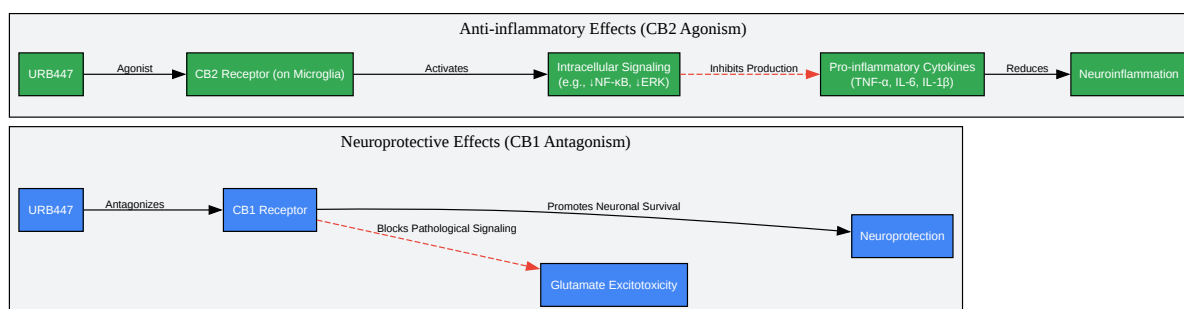 Anti-inflammatory Effects (CB2 Agonism)
URB447
Agonist
CB2 Receptor (on Microglia)
Activates
Intracellular Signaling
(e.g., ↓NF-κB, ↓ERK)
Inhibits Production
Pro-inflammatory Cytokines
(TNF-α, IL-6, IL-1β)
Reduces
Neuroinflammation
Neuroprotective Effects (CB1 Antagonism)
URB447
Antagonizes
CB1 Receptor
Promotes Neuronal Survival
Neuroprotection
Blocks Pathological Signaling
Glutamate Excitotoxicity